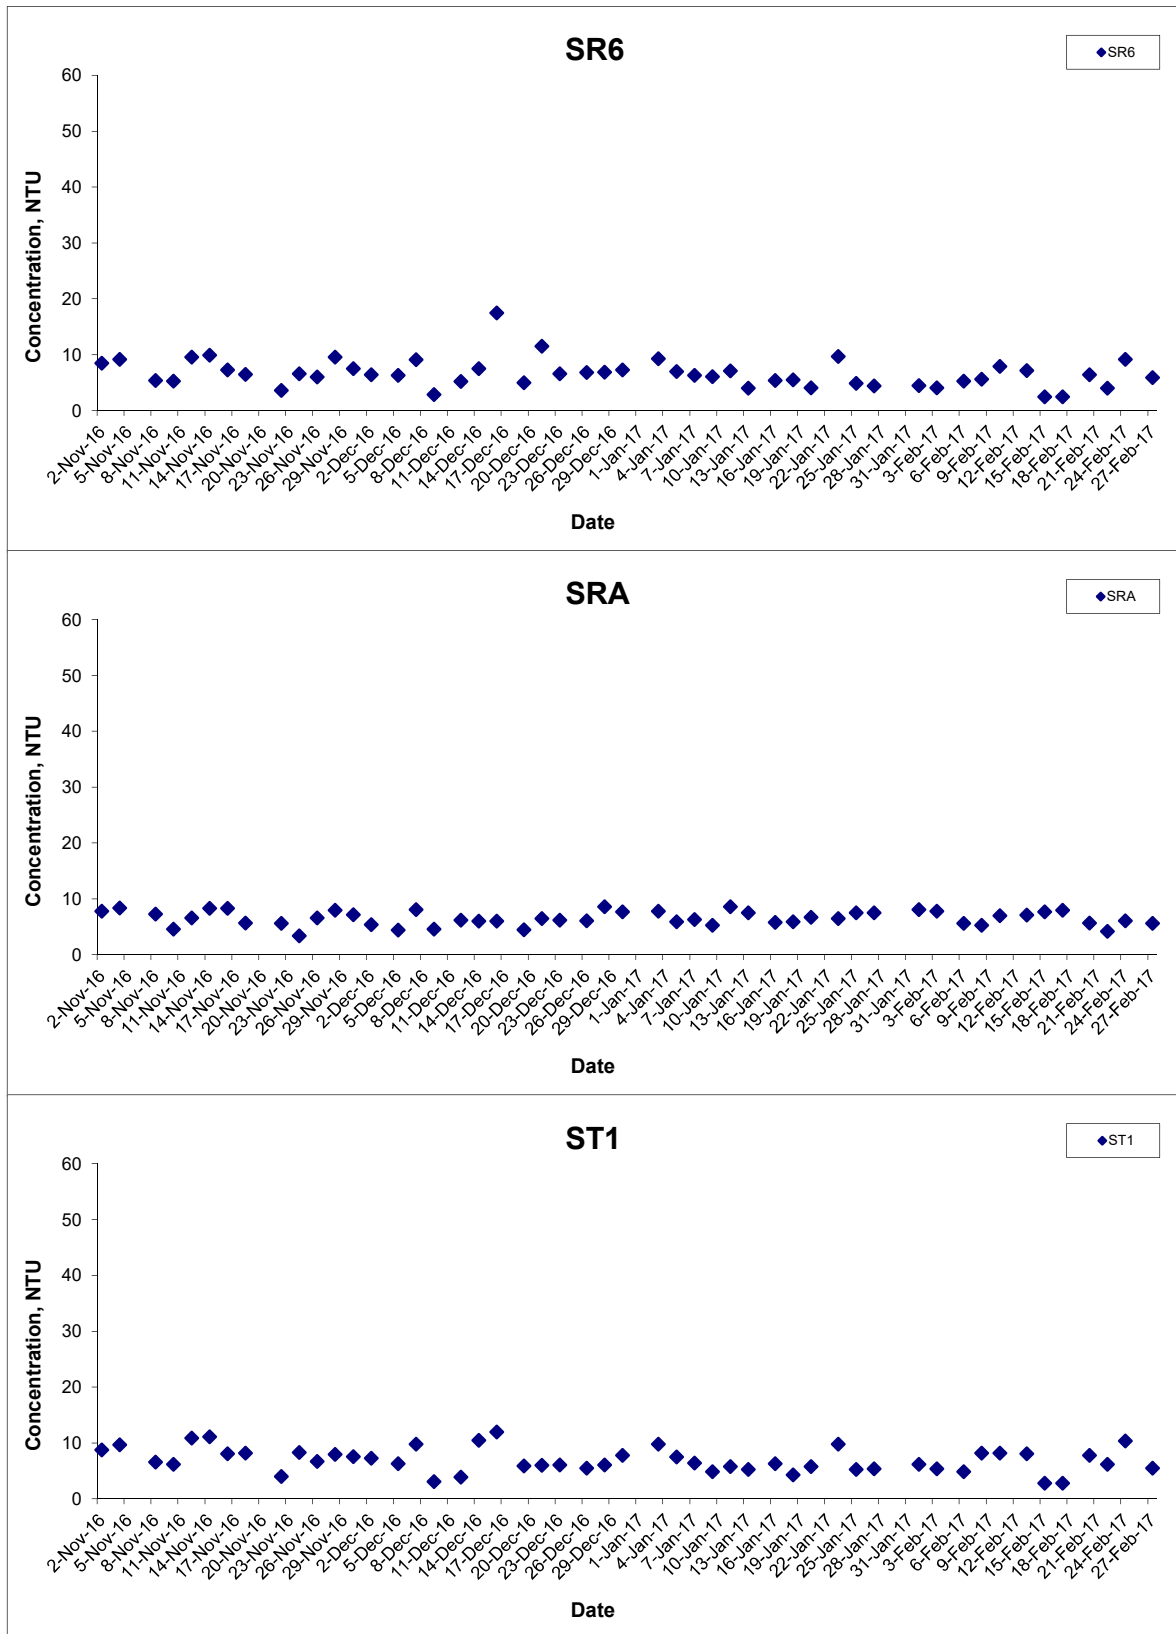 SR6
SR6
60
50
40
30
20
10
0
Concentration, NTU
2-Nov-16
5-Nov-16
8-Nov-16
11-Nov-16
14-Nov-16
17-Nov-16
20-Nov-16
23-Nov-16
26-Nov-16
29-Nov-16
2-Dec-16
5-Dec-16
8-Dec-16
11-Dec-16
14-Dec-16
17-Dec-16
20-Dec-16
23-Dec-16
26-Dec-16
29-Dec-16
1-Jan-17
4-Jan-17
7-Jan-17
10-Jan-17
13-Jan-17
16-Jan-17
19-Jan-17
22-Jan-17
25-Jan-17
28-Jan-17
31-Jan-17
3-Feb-17
6-Feb-17
9-Feb-17
12-Feb-17
15-Feb-17
18-Feb-17
21-Feb-17
24-Feb-17
27-Feb-17
Date
SRA
SRA
60
50
40
30
20
10
0
Concentration, NTU
2-Nov-16
5-Nov-16
8-Nov-16
11-Nov-16
14-Nov-16
17-Nov-16
20-Nov-16
23-Nov-16
26-Nov-16
29-Nov-16
2-Dec-16
5-Dec-16
8-Dec-16
11-Dec-16
14-Dec-16
17-Dec-16
20-Dec-16
23-Dec-16
26-Dec-16
29-Dec-16
1-Jan-17
4-Jan-17
7-Jan-17
10-Jan-17
13-Jan-17
16-Jan-17
19-Jan-17
22-Jan-17
25-Jan-17
28-Jan-17
31-Jan-17
3-Feb-17
6-Feb-17
9-Feb-17
12-Feb-17
15-Feb-17
18-Feb-17
21-Feb-17
24-Feb-17
27-Feb-17
Date
ST1
ST1
60
50
40
30
20
10
0
Concentration, NTU
2-Nov-16
5-Nov-16
8-Nov-16
11-Nov-16
14-Nov-16
17-Nov-16
20-Nov-16
23-Nov-16
26-Nov-16
29-Nov-16
2-Dec-16
5-Dec-16
8-Dec-16
11-Dec-16
14-Dec-16
17-Dec-16
20-Dec-16
23-Dec-16
26-Dec-16
29-Dec-16
1-Jan-17
4-Jan-17
7-Jan-17
10-Jan-17
13-Jan-17
16-Jan-17
19-Jan-17
22-Jan-17
25-Jan-17
28-Jan-17
31-Jan-17
3-Feb-17
6-Feb-17
9-Feb-17
12-Feb-17
15-Feb-17
18-Feb-17
21-Feb-17
24-Feb-17
27-Feb-17
Date